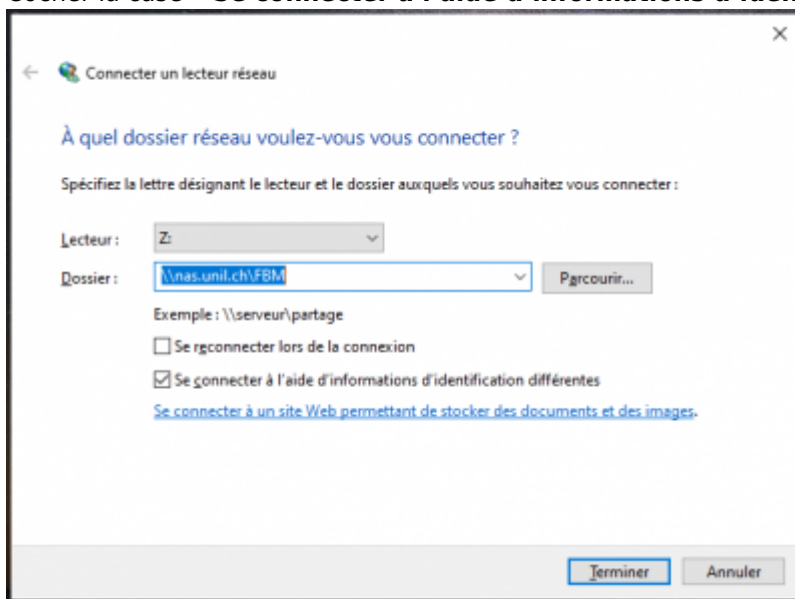 Connecter un lecteur réseau
À quel dossier réseau voulez-vous vous connecter ?
Spécifiez la lettre désignant le lecteur et le dossier auxquels vous souhaitez vous connecter :
Lecteur : Z:
Dossier : \\nas.unil.ch\FBM Parcourir...
Exemple : \\serveur\partage
Se reconnecter lors de la connexion
Se connecter à l'aide d'informations d'identification différentes
Se connecter à un site Web permettant de stocker des documents et des images.
Terminer Annuler